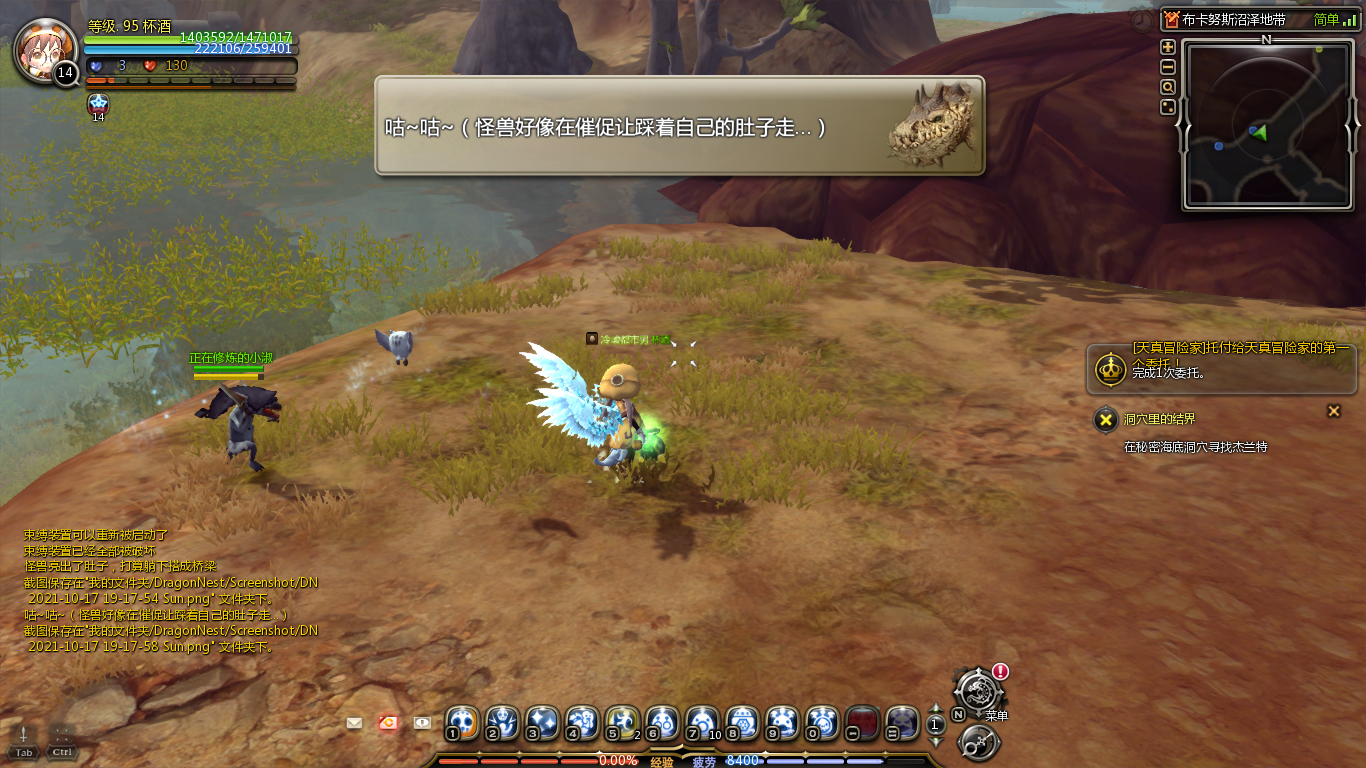 等级. 95 杯酒
1403592/1471017
222106/259401
3 130
14
14
布卡努斯沼泽地带 简单
N
咕~咕~（怪兽好像在催促让踩着自己的肚子走...）
正在修炼的小淑
[天真冒险家]托付给天真冒险家的第一个委托！
完成1次委托。
洞穴里的结界
在秘密海底洞穴寻找杰兰特
束缚装置可以重新被启动了
束缚装置已经全部被破坏
怪兽亮出了肚子，打算躺下搭成桥梁
截图保存在"我的文件夹/DragonNest/Screenshot/DN
2021-10-17 19-17-54 Sun.png" 文件夹下。
咕~咕~（怪兽好像在催促让踩着自己的肚子走...）
截图保存在"我的文件夹/DragonNest/Screenshot/DN
2021-10-17 19-17-58 Sun.png" 文件夹下。
Tab Ctrl
1 2 3 4 5 2 6 7 10 8 9 0 - =
1
N 菜单
0.00% 经验 疲劳 8400